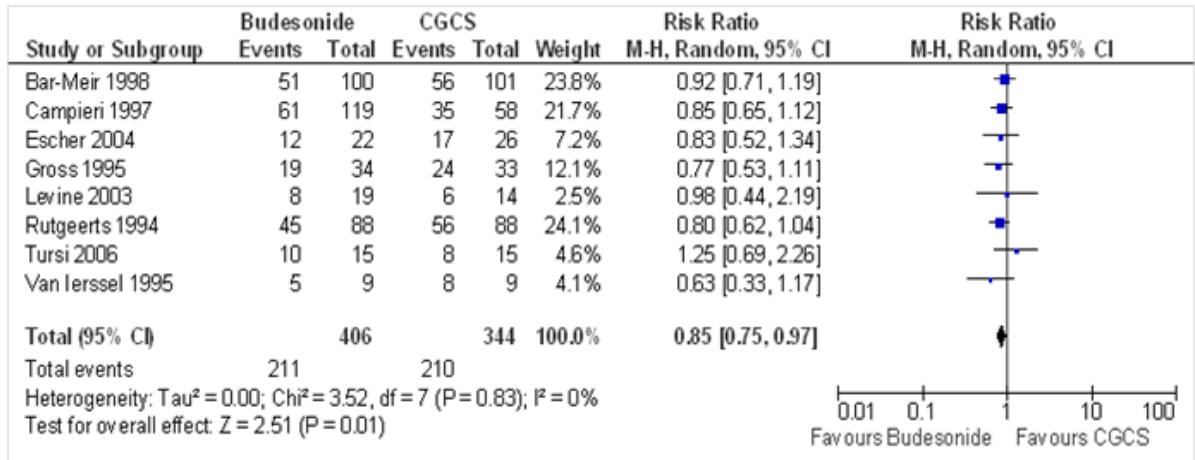 Budesonide CGCS Risk Ratio Risk Ratio
Study or Subgroup Events Total Events Total Weight M-H, Random, 95% CI M-H, Random, 95% CI
Bar-Meir 1998 51 100 56 101 23.8% 0.92 [0.71, 1.19]
Campieri 1997 61 119 35 58 21.7% 0.85 [0.65, 1.12]
Escher 2004 12 22 17 26 7.2% 0.83 [0.52, 1.34]
Gross 1995 19 34 24 33 12.1% 0.77 [0.53, 1.11]
Levine 2003 8 19 6 14 2.5% 0.98 [0.44, 2.19]
Rutgeerts 1994 45 88 56 88 24.1% 0.80 [0.62, 1.04]
Tursi 2006 10 15 8 15 4.6% 1.25 [0.69, 2.26]
Van Ierssel 1995 5 9 8 9 4.1% 0.63 [0.33, 1.17]
Total (95% CI) 406 344 100.0% 0.85 [0.75, 0.97]
Total events 211 210
Heterogeneity: Tau² = 0.00; Chi² = 3.52, df = 7 (P = 0.83); I² = 0%
Test for overall effect: Z = 2.51 (P = 0.01)
0.01 0.1 1 10 100
Favours Budesonide Favours CGCS